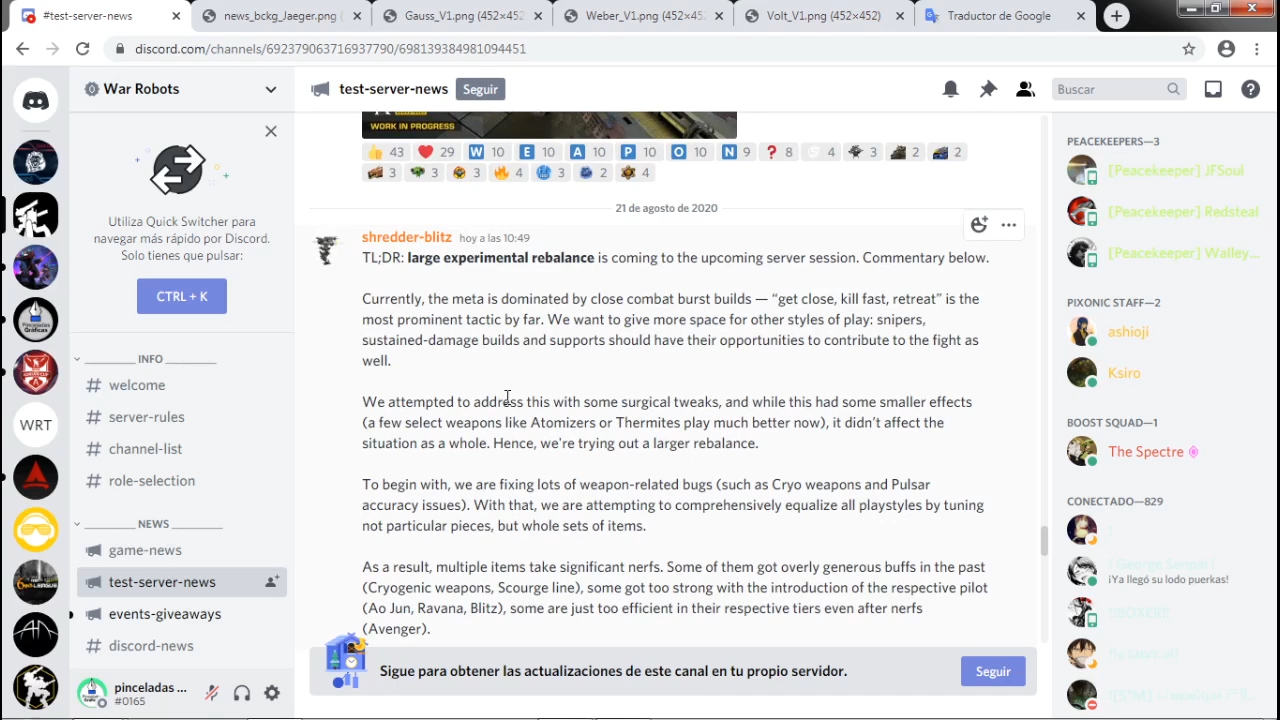 #test-server-news
news_bckg_Jaeger.png (
Gauss_V1.png (452×452
Weber_V1.png (452×452
Volt_V1.png (452×452)
Traductor de Google
discord.com/channels/692379063716937790/698139384981094451
War Robots
test-server-news
Seguir
Buscar
WORK IN PROGRESS
43
29
W 10
E 10
A 10
P 10
O 10
N 9
? 8
4
3
2
2
3
3
3
4
3
2
4
Utiliza Quick Switcher para
navegar más rápido por Discord.
Solo tienes que pulsar:
CTRL + K
INFO
# welcome
# server-rules
# channel-list
# role-selection
NEWS
game-news
test-server-news
events-giveaways
discord-news
WRT
pinceladas ...
#0165
21 de agosto de 2020
shredder-blitz hoy a las 10:49
TL;DR: large experimental rebalance is coming to the upcoming server session. Commentary below.
Currently, the meta is dominated by close combat burst builds — “get close, kill fast, retreat” is the
most prominent tactic by far. We want to give more space for other styles of play: snipers,
sustained-damage builds and supports should have their opportunities to contribute to the fight as
well.
We attempted to address this with some surgical tweaks, and while this had some smaller effects
(a few select weapons like Atomizers or Thermites play much better now), it didn't affect the
situation as a whole. Hence, we're trying out a larger rebalance.
To begin with, we are fixing lots of weapon-related bugs (such as Cryo weapons and Pulsar
accuracy issues). With that, we are attempting to comprehensively equalize all playstyles by tuning
not particular pieces, but whole sets of items.
As a result, multiple items take significant nerfs. Some of them got overly generous buffs in the past
(Cryogenic weapons, Scourge line), some got too strong with the introduction of the respective pilot
(Ao Jun, Ravana, Blitz), some are just too efficient in their respective tiers even after nerfs
(Avenger).
Sigue para obtener las actualizaciones de este canal en tu propio servidor.
Seguir
PEACEKEEPERS—3
[Peacekeeper] JFSoul
[Peacekeeper] Redsteal
[Peacekeeper] Walley...
PIXONIC STAFF—2
ashioji
Ksiro
BOOST SQUAD—1
The Spectre
CONECTADO—829
¡Ya llegó su lodo puerkas!